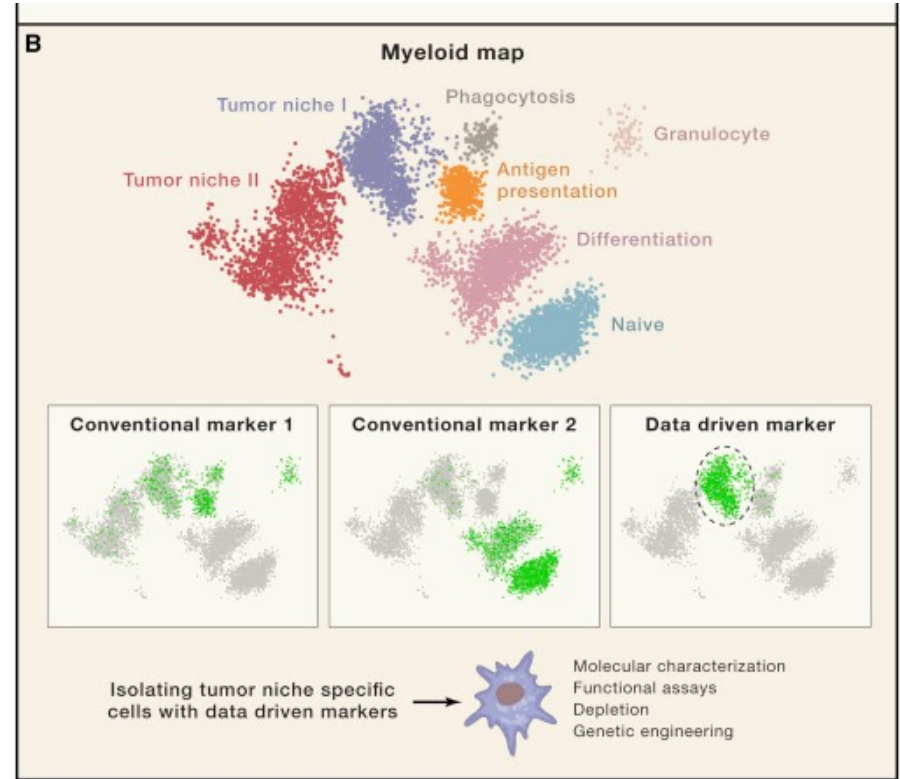 B
Myeloid map
Tumor niche I
Phagocytosis
Granulocyte
Tumor niche II
Antigen
presentation
Differentiation
Naive
Conventional marker 1
Conventional marker 2
Data driven marker
Isolating tumor niche specific
cells with data driven markers
Molecular characterization
Functional assays
Depletion
Genetic engineering